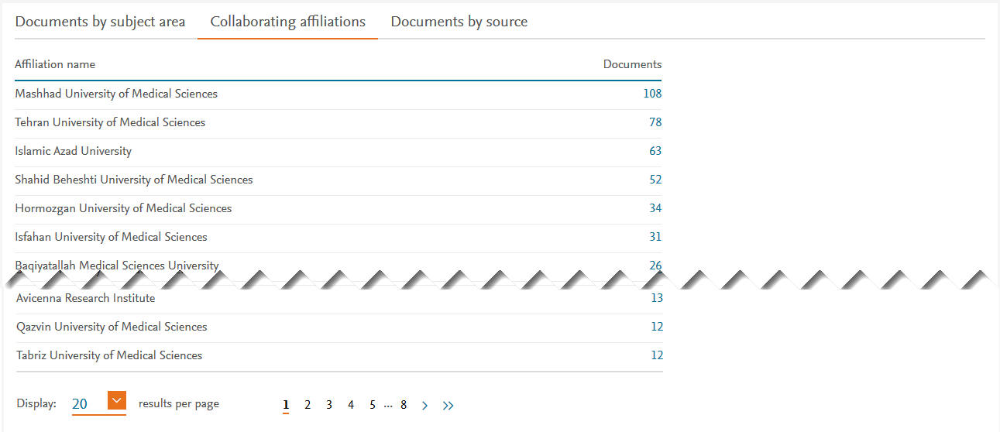 Documents by subject area Collaborating affiliations Documents by source
Affiliation name Documents
Mashhad University of Medical Sciences 108
Tehran University of Medical Sciences 78
Islamic Azad University 63
Shahid Beheshti University of Medical Sciences 52
Hormozgan University of Medical Sciences 34
Isfahan University of Medical Sciences 31
Baqiyatallah Medical Sciences University 26
Avicenna Research Institute 13
Qazvin University of Medical Sciences 12
Tabriz University of Medical Sciences 12
Display: 20 results per page 1 2 3 4 5 ... 8 > >>